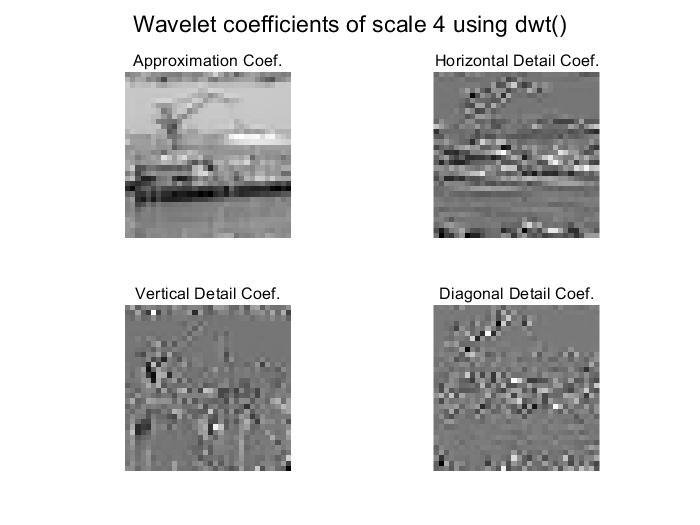 Wavelet coefficients of scale 4 using dwt()
Approximation Coef.
Horizontal Detail Coef.
Vertical Detail Coef.
Diagonal Detail Coef.